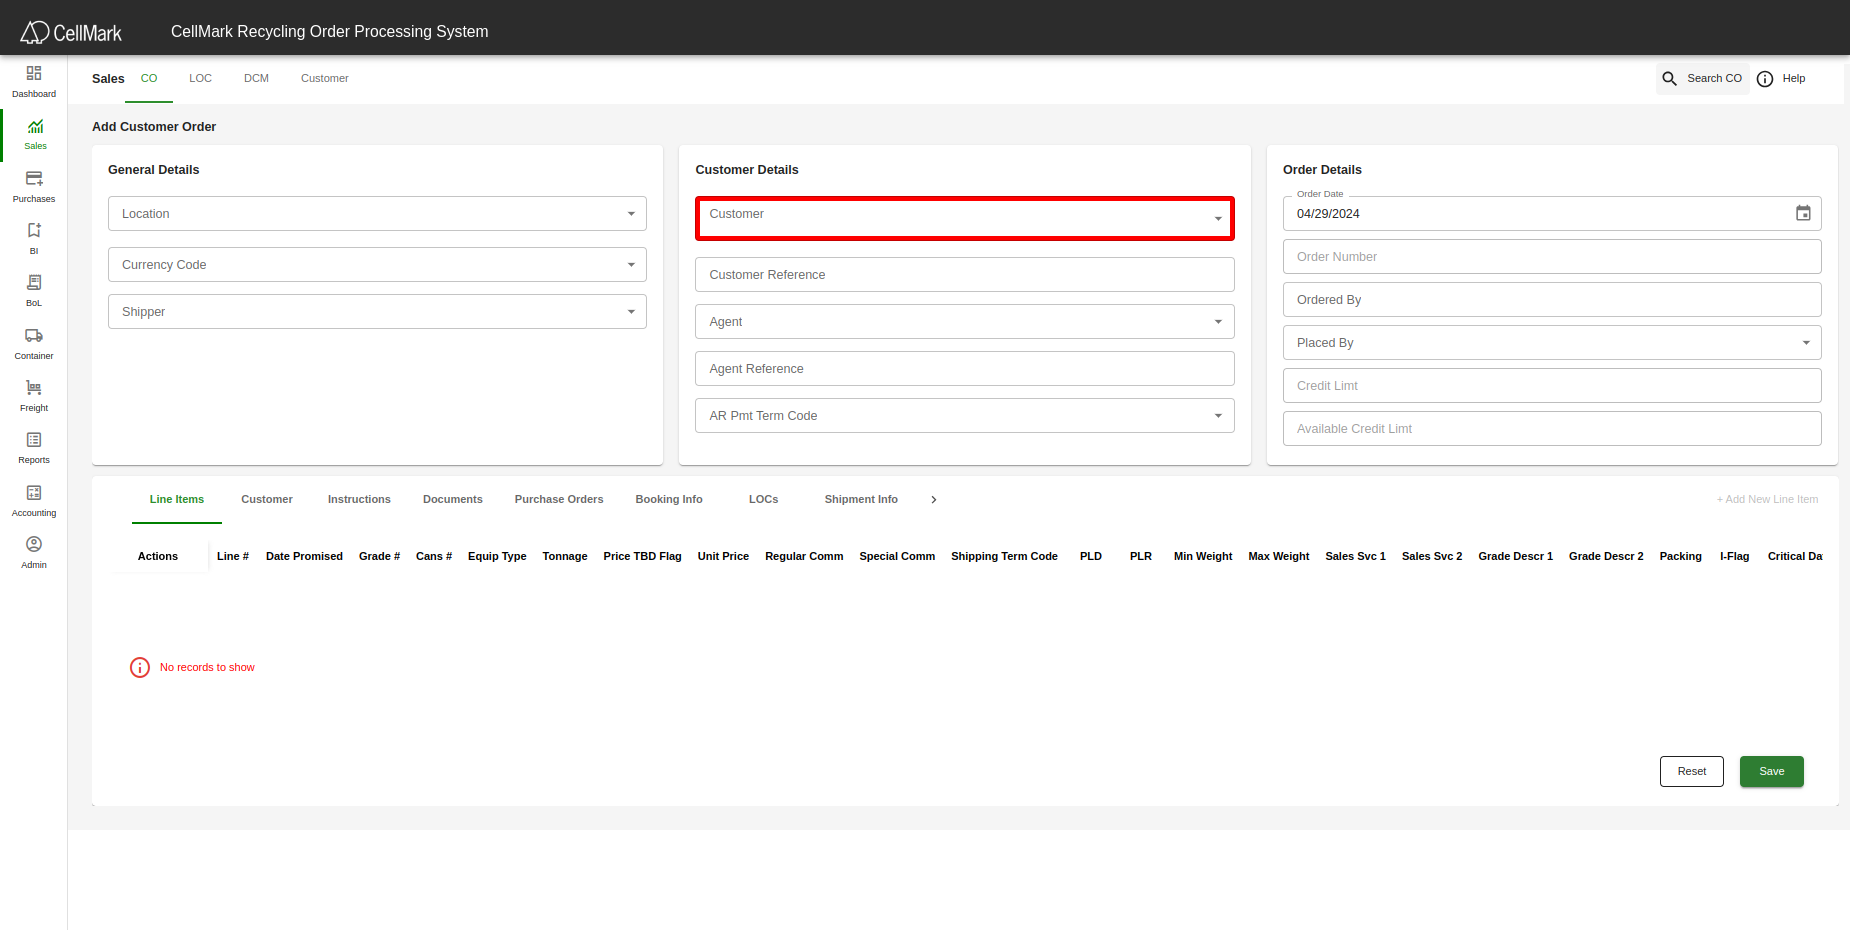 CellMark
CellMark Recycling Order Processing System
Dashboard
Sales
Purchases
BI
BoL
Container
Freight
Reports
Accounting
Admin
Sales CO LOC DCM Customer
Search CO Help
Add Customer Order
General Details
Location
Currency Code
Shipper
Customer Details
Customer
Customer Reference
Agent
Agent Reference
AR Pmt Term Code
Order Details
Order Date
04/29/2024
Order Number
Ordered By
Placed By
Credit Limt
Available Credit Limt
Line Items Customer Instructions Documents Purchase Orders Booking Info LOCs Shipment Info + Add New Line Item
Actions Line # Date Promised Grade # Cans # Equip Type Tonnage Price TBD Flag Unit Price Regular Comm Special Comm Shipping Term Code PLD PLR Min Weight Max Weight Sales Svc 1 Sales Svc 2 Grade Descr 1 Grade Descr 2 Packing I-Flag Critical Da
No records to show
Reset Save